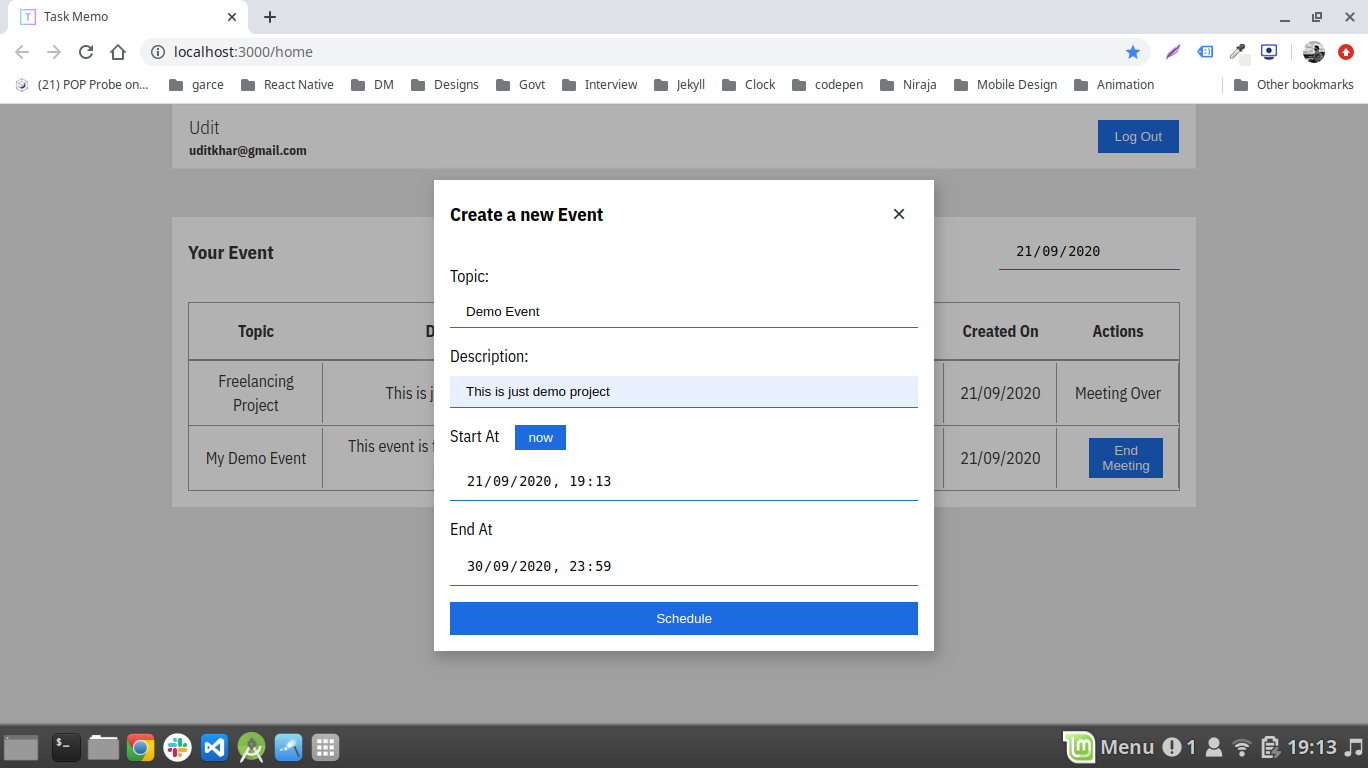 T Task Memo
localhost:3000/home
(21) POP Probe on... garce React Native DM Designs Govt Interview Jekyll Clock codepen Niraja Mobile Design Animation Other bookmarks
Udit
uditkhar@gmail.com
Log Out
Create a new Event
Your Event
21/09/2020
Topic:
Demo Event
Topic D Created On Actions
Description:
Freelancing
Project
This is j
21/09/2020
Meeting Over
This is just demo project
Start At now
My Demo Event
This event is
21/09/2020
End
Meeting
21/09/2020, 19:13
End At
30/09/2020, 23:59
Schedule
$_
Menu 1 19:13